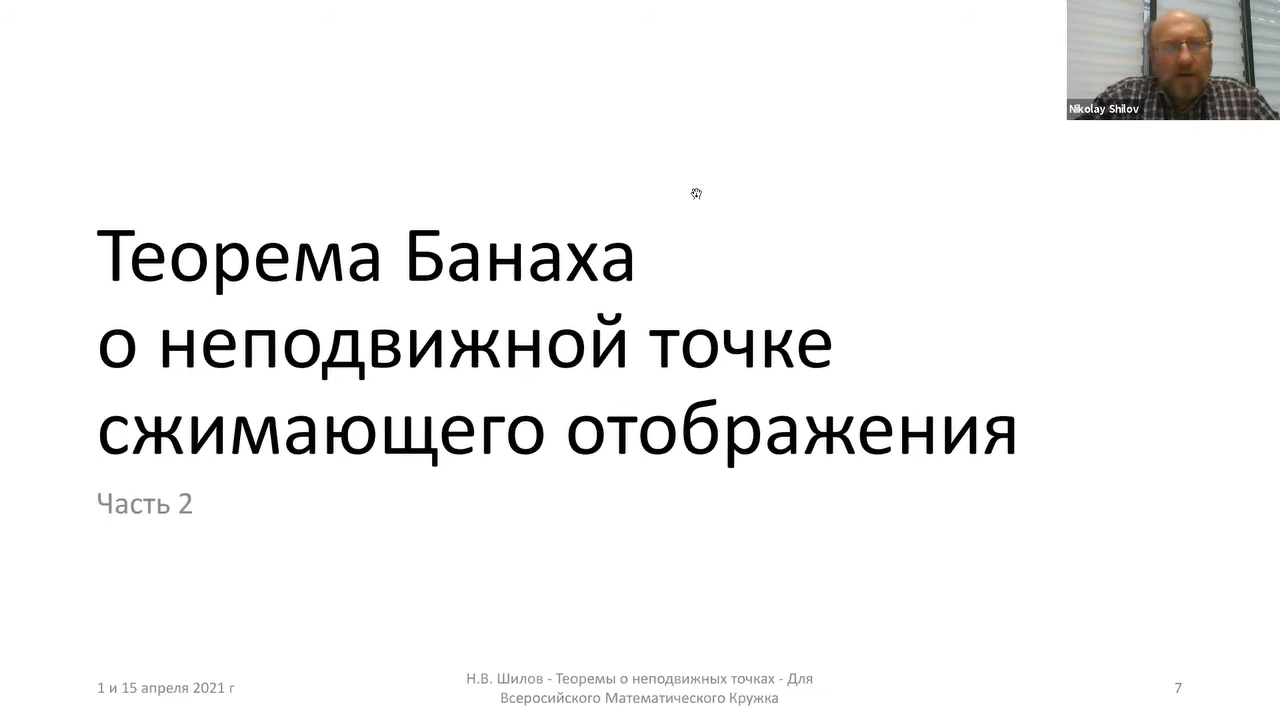 Nikolay Shilov
Теорема Банаха
о неподвижной точке
сжимающего отображения
Часть 2
1 и 15 апреля 2021 г
Н.В. Шилов - Теоремы о неподвижных точках - Для
Всеросийского Математического Кружка
7